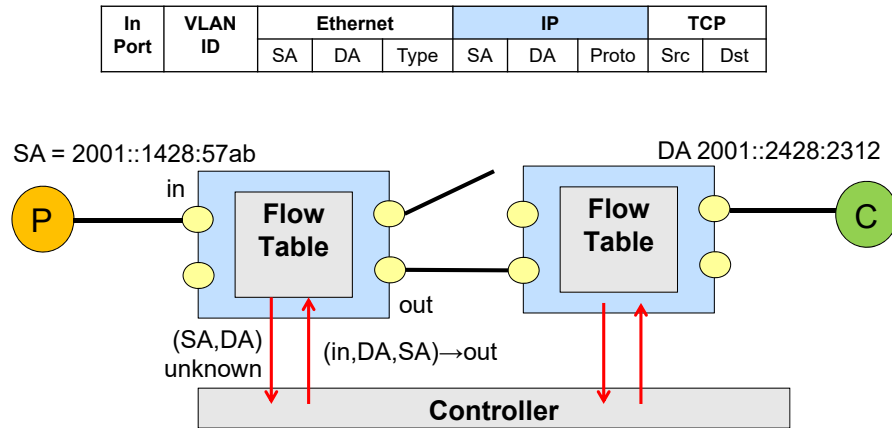 In Port
VLAN ID
Ethernet
IP
TCP
SA
DA
Type
SA
DA
Proto
Src
Dst
SA = 2001::1428:57ab
DA 2001::2428:2312
in
P
Flow
Table
Flow
Table
C
out
(SA,DA)
unknown
(in,DA,SA)→out
Controller